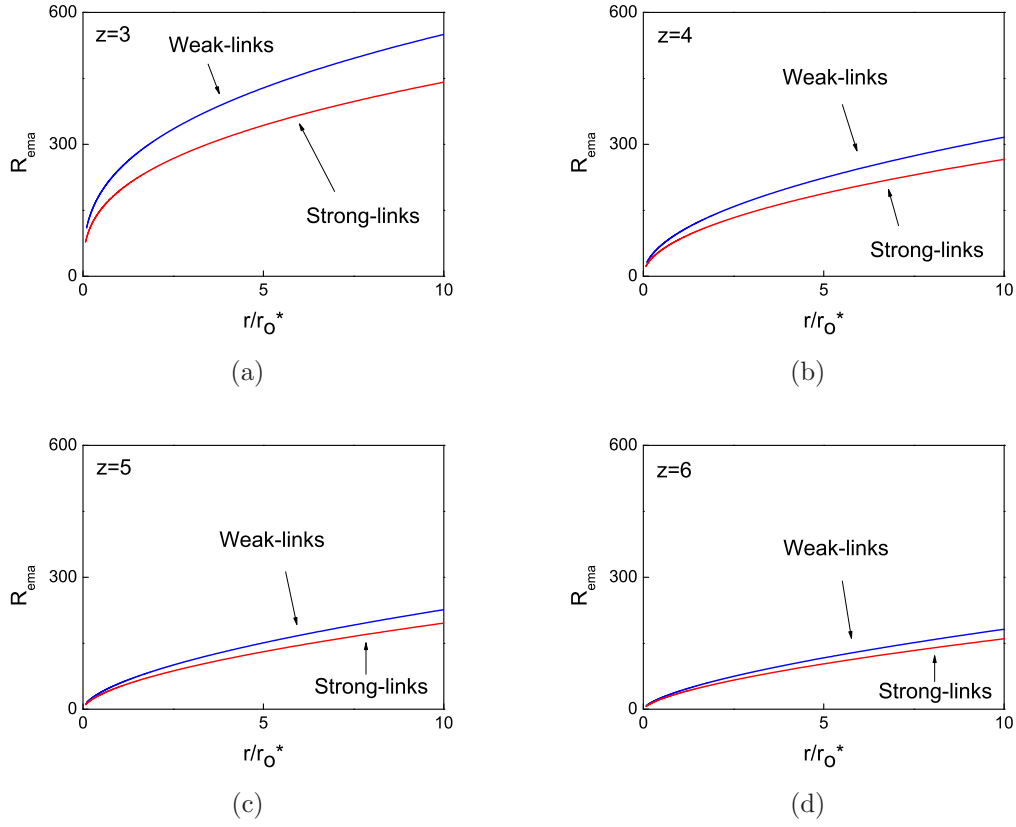 600
z=3
Weak-links
300
R_ema
Strong-links
0
0
5
10
r/r_o*
(a)
600
z=4
Weak-links
300
R_ema
Strong-links
0
0
5
10
r/r_o*
(b)
600
z=5
Weak-links
300
R_ema
Strong-links
0
0
5
10
r/r_o*
(c)
600
z=6
Weak-links
300
R_ema
Strong-links
0
0
5
10
r/r_o*
(d)